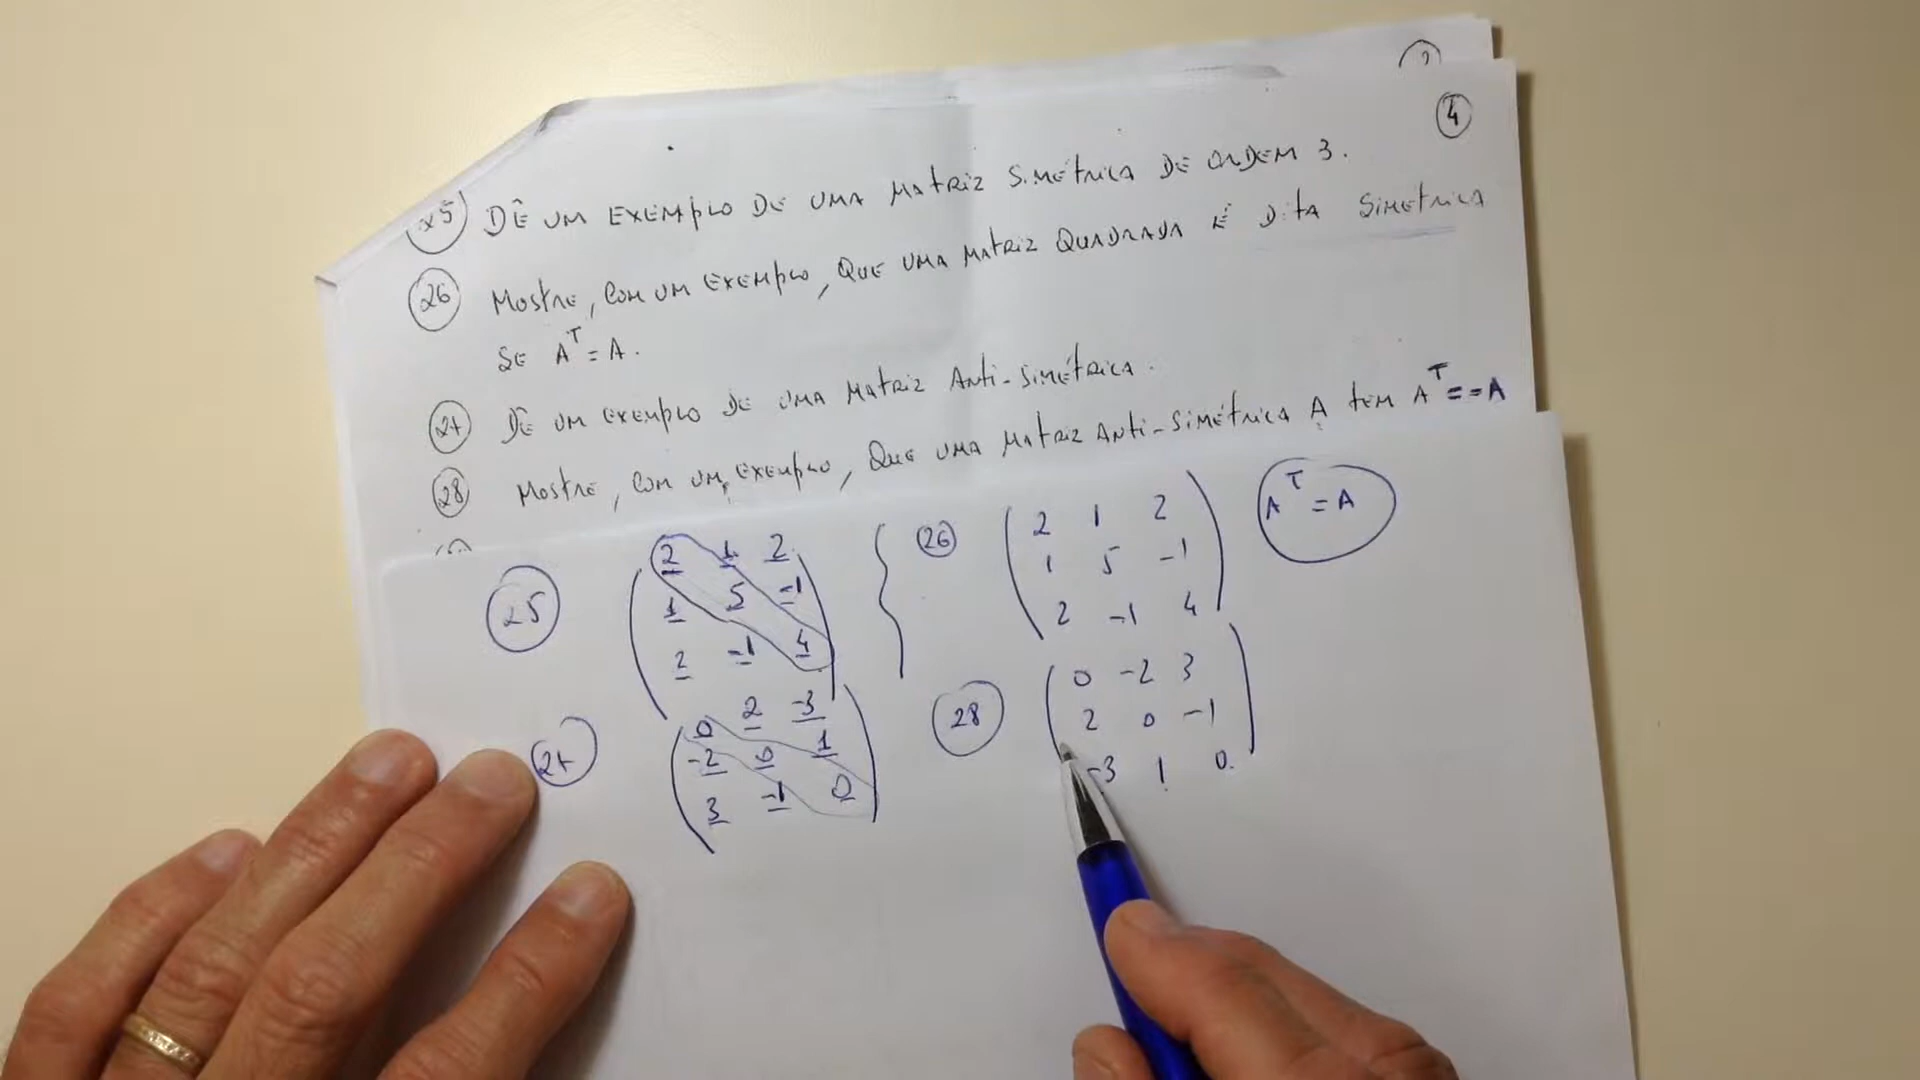 4
25 DÊ UM EXEMPLO DE UMA MATRIZ SIMÉTRICA DE ORDEM 3.
26 MOSTRE, COM UM EXEMPLO, QUE UMA MATRIZ QUADRADA É DITA SIMETRICA
SE A^T = A.
27 DÊ UM EXEMPLO DE UMA MATRIZ ANTI-SIMÉTRICA.
28 MOSTRE, COM UM EXEMPLO, QUE UMA MATRIZ ANTI-SIMÉTRICA A TEM A^T = -A
25
2 1 2
1 5 -1
2 -1 4
26
2 1 2
1 5 -1
2 -1 4
A^T = A
27
0 2 -3
-2 0 1
3 -1 0
28
0 -2 3
2 0 -1
-3 1 0